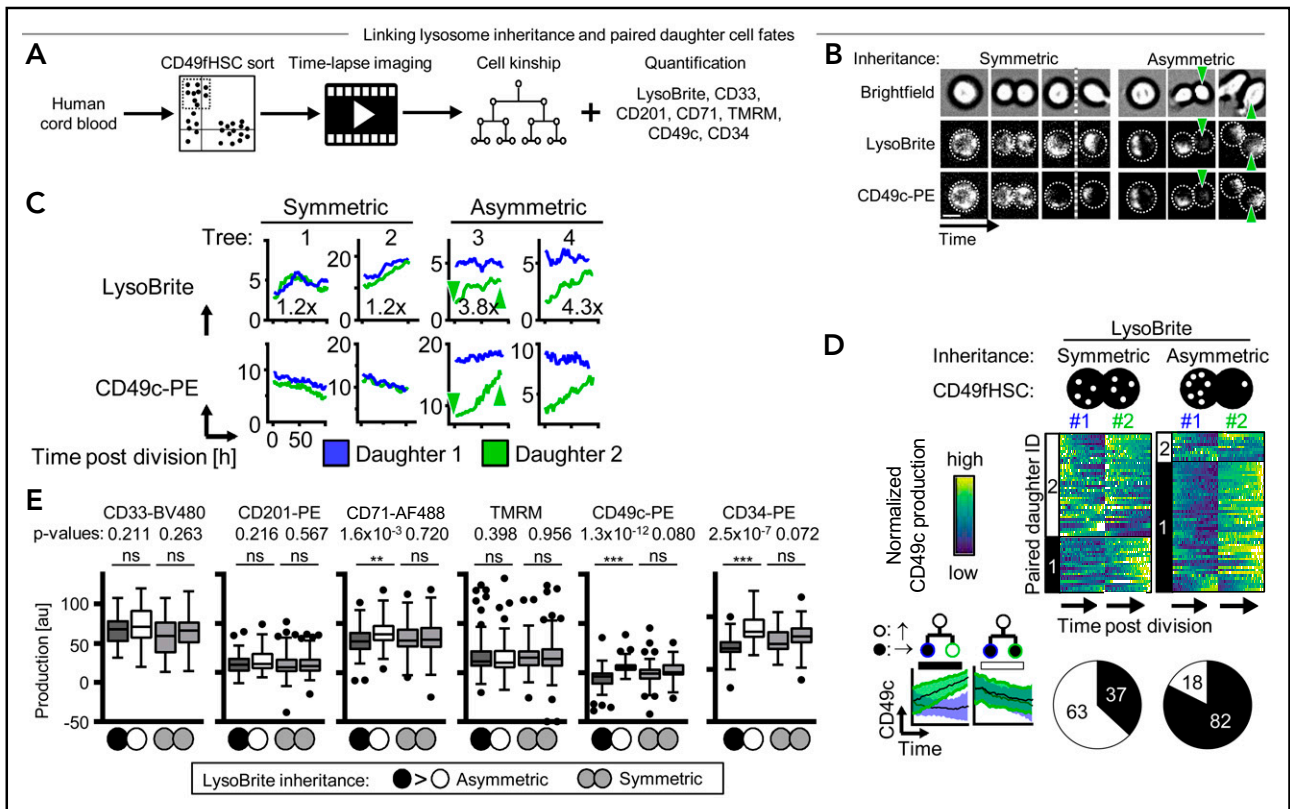 Linking lysosome inheritance and paired daughter cell fates
A
CD49fHSC sort
Time-lapse imaging
Cell kinship
Quantification
Human
cord blood
LysoBrite, CD33,
CD201, CD71, TMRM,
CD49c, CD34
B
Inheritance:
Symmetric
Asymmetric
Brightfield
LysoBrite
CD49c-PE
Time
C
Symmetric
Asymmetric
Tree:
1
2
3
4
LysoBrite
10
5
0
1.2x
20
10
0
1.2x
5
0
3.8x
5
0
4.3x
CD49c-PE
10
5
0
10
0
20
10
10
5
0
0 50
Time post division [h]
Daughter 1
Daughter 2
D
LysoBrite
Inheritance:
Symmetric
Asymmetric
CD49fHSC:
#1
#2
#1
#2
Normalized
CD49c production
high
low
Paired daughter ID
2
1
2
1
Time post division
: ↑
: →
CD49c
Time
63
37
18
82
E
CD33-BV480
CD201-PE
CD71-AF488
TMRM
CD49c-PE
CD34-PE
p-values:
0.211 0.263
0.216 0.567
1.6x10⁻³ 0.720
0.398 0.956
1.3x10⁻¹² 0.080
2.5x10⁻⁷ 0.072
ns ns
ns ns
** ns
ns ns
*** ns
*** ns
Production [au]
100
50
0
-50
LysoBrite inheritance:
> Asymmetric
Symmetric